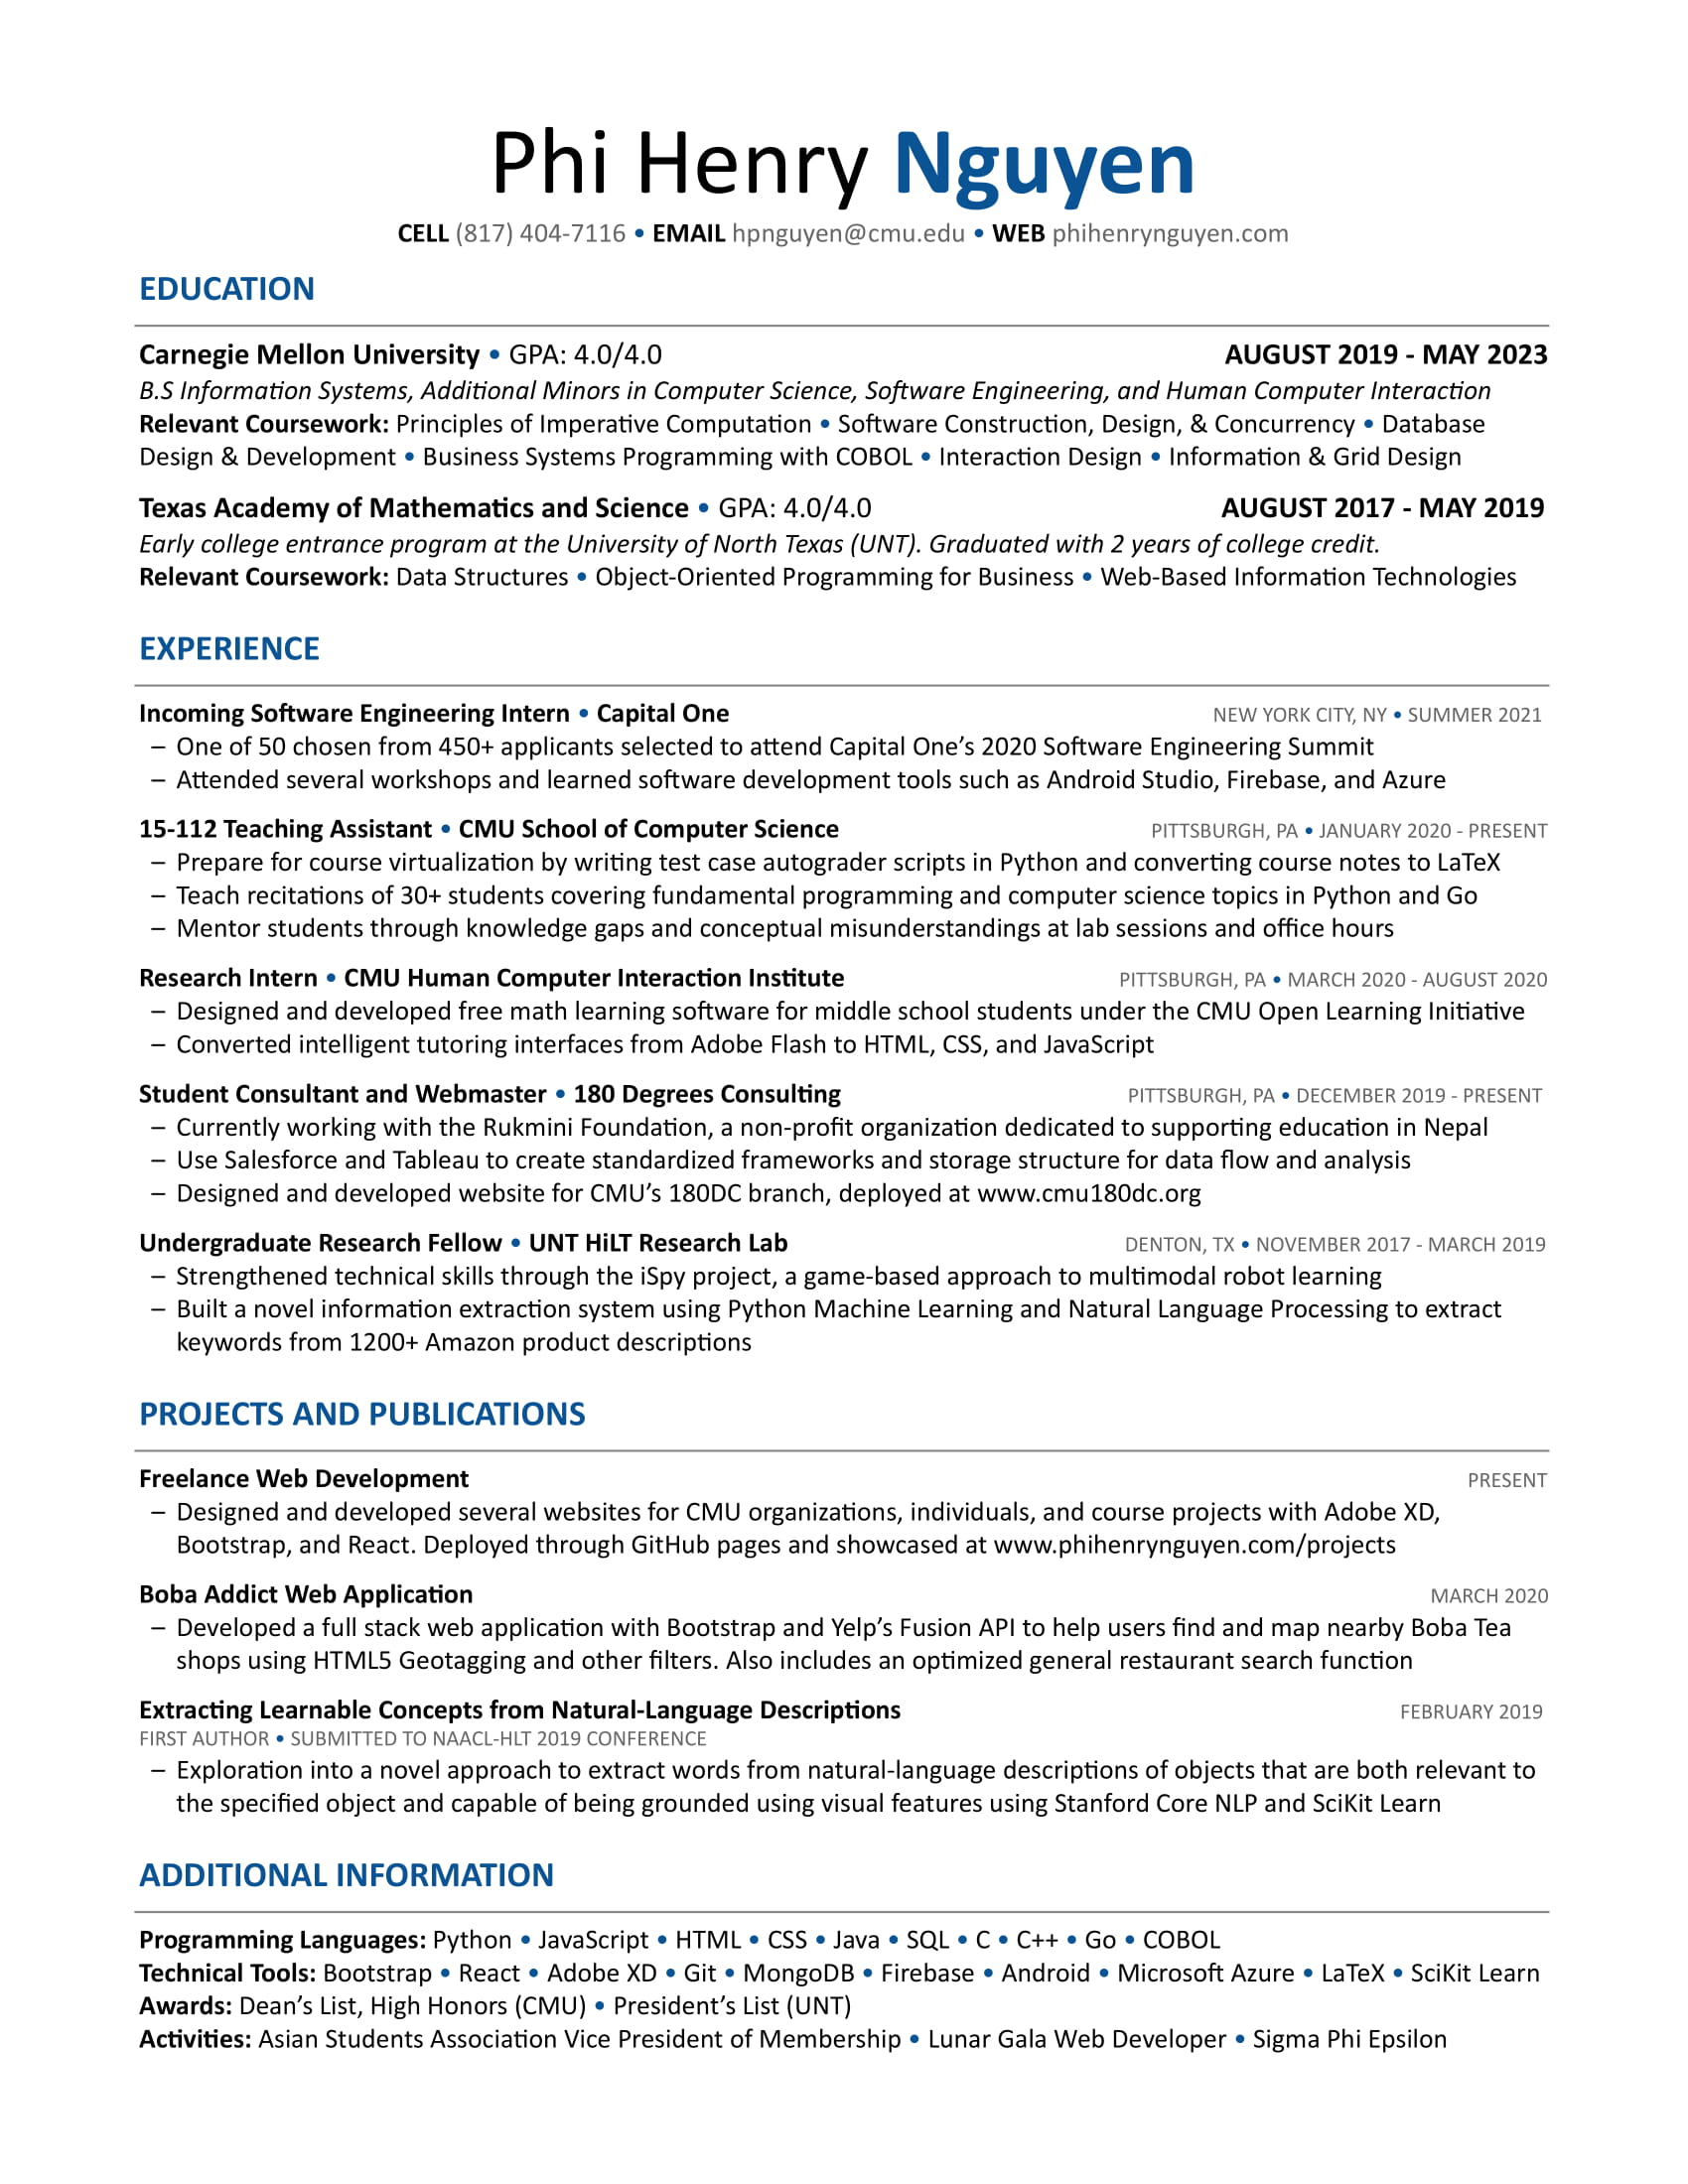 Phi Henry Nguyen
CELL (817) 404-7116 • EMAIL hpnguyen@cmu.edu • WEB phihenrynguyen.com
EDUCATION
Carnegie Mellon University • GPA: 4.0/4.0 AUGUST 2019 - MAY 2023
B.S Information Systems, Additional Minors in Computer Science, Software Engineering, and Human Computer Interaction
Relevant Coursework: Principles of Imperative Computation • Software Construction, Design, & Concurrency • Database
Design & Development • Business Systems Programming with COBOL • Interaction Design • Information & Grid Design
Texas Academy of Mathematics and Science • GPA: 4.0/4.0 AUGUST 2017 - MAY 2019
Early college entrance program at the University of North Texas (UNT). Graduated with 2 years of college credit.
Relevant Coursework: Data Structures • Object-Oriented Programming for Business • Web-Based Information Technologies
EXPERIENCE
Incoming Software Engineering Intern • Capital One NEW YORK CITY, NY • SUMMER 2021
– One of 50 chosen from 450+ applicants selected to attend Capital One’s 2020 Software Engineering Summit
– Attended several workshops and learned software development tools such as Android Studio, Firebase, and Azure
15-112 Teaching Assistant • CMU School of Computer Science PITTSBURGH, PA • JANUARY 2020 - PRESENT
– Prepare for course virtualization by writing test case autograder scripts in Python and converting course notes to LaTeX
– Teach recitations of 30+ students covering fundamental programming and computer science topics in Python and Go
– Mentor students through knowledge gaps and conceptual misunderstandings at lab sessions and office hours
Research Intern • CMU Human Computer Interaction Institute PITTSBURGH, PA • MARCH 2020 - AUGUST 2020
– Designed and developed free math learning software for middle school students under the CMU Open Learning Initiative
– Converted intelligent tutoring interfaces from Adobe Flash to HTML, CSS, and JavaScript
Student Consultant and Webmaster • 180 Degrees Consulting PITTSBURGH, PA • DECEMBER 2019 - PRESENT
– Currently working with the Rukmini Foundation, a non-profit organization dedicated to supporting education in Nepal
– Use Salesforce and Tableau to create standardized frameworks and storage structure for data flow and analysis
– Designed and developed website for CMU’s 180DC branch, deployed at www.cmu180dc.org
Undergraduate Research Fellow • UNT HiLT Research Lab DENTON, TX • NOVEMBER 2017 - MARCH 2019
– Strengthened technical skills through the iSpy project, a game-based approach to multimodal robot learning
– Built a novel information extraction system using Python Machine Learning and Natural Language Processing to extract
keywords from 1200+ Amazon product descriptions
PROJECTS AND PUBLICATIONS
Freelance Web Development PRESENT
– Designed and developed several websites for CMU organizations, individuals, and course projects with Adobe XD,
Bootstrap, and React. Deployed through GitHub pages and showcased at www.phihenrynguyen.com/projects
Boba Addict Web Application MARCH 2020
– Developed a full stack web application with Bootstrap and Yelp’s Fusion API to help users find and map nearby Boba Tea
shops using HTML5 Geotagging and other filters. Also includes an optimized general restaurant search function
Extracting Learnable Concepts from Natural-Language Descriptions FEBRUARY 2019
FIRST AUTHOR • SUBMITTED TO NAACL-HLT 2019 CONFERENCE
– Exploration into a novel approach to extract words from natural-language descriptions of objects that are both relevant to
the specified object and capable of being grounded using visual features using Stanford Core NLP and SciKit Learn
ADDITIONAL INFORMATION
Programming Languages: Python • JavaScript • HTML • CSS • Java • SQL • C • C++ • Go • COBOL
Technical Tools: Bootstrap • React • Adobe XD • Git • MongoDB • Firebase • Android • Microsoft Azure • LaTeX • SciKit Learn
Awards: Dean’s List, High Honors (CMU) • President’s List (UNT)
Activities: Asian Students Association Vice President of Membership • Lunar Gala Web Developer • Sigma Phi Epsilon